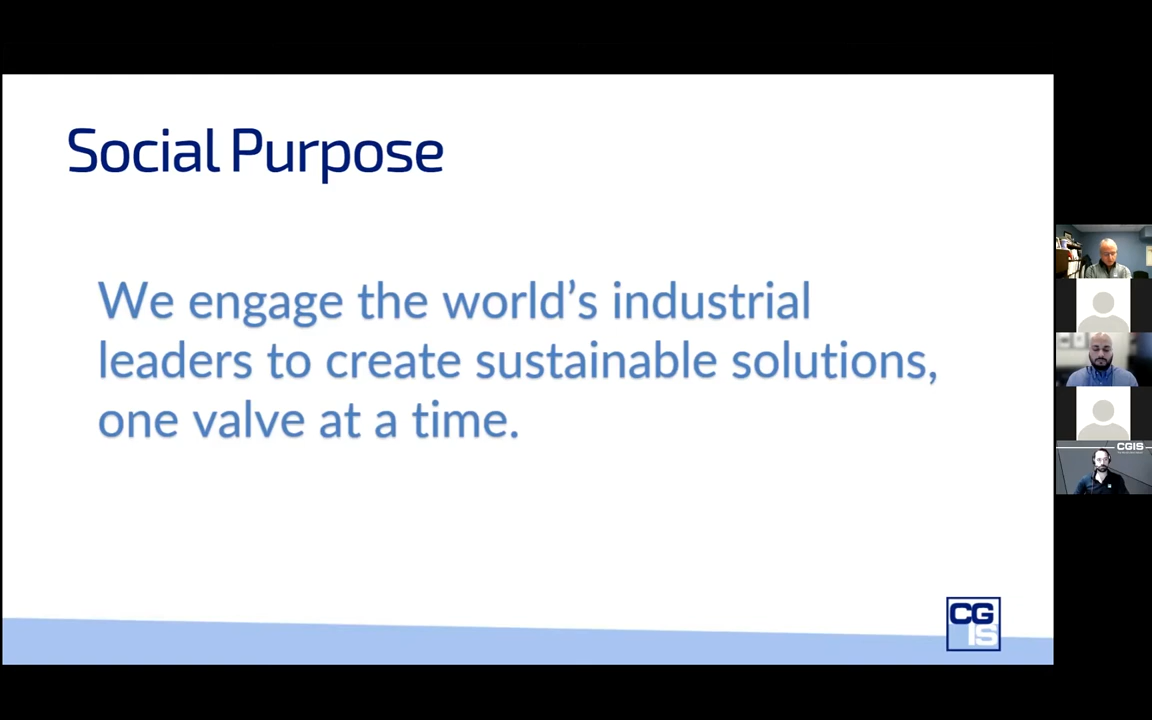 Social Purpose
We engage the world’s industrial
leaders to create sustainable solutions,
one valve at a time.
CG
IS
CGIS